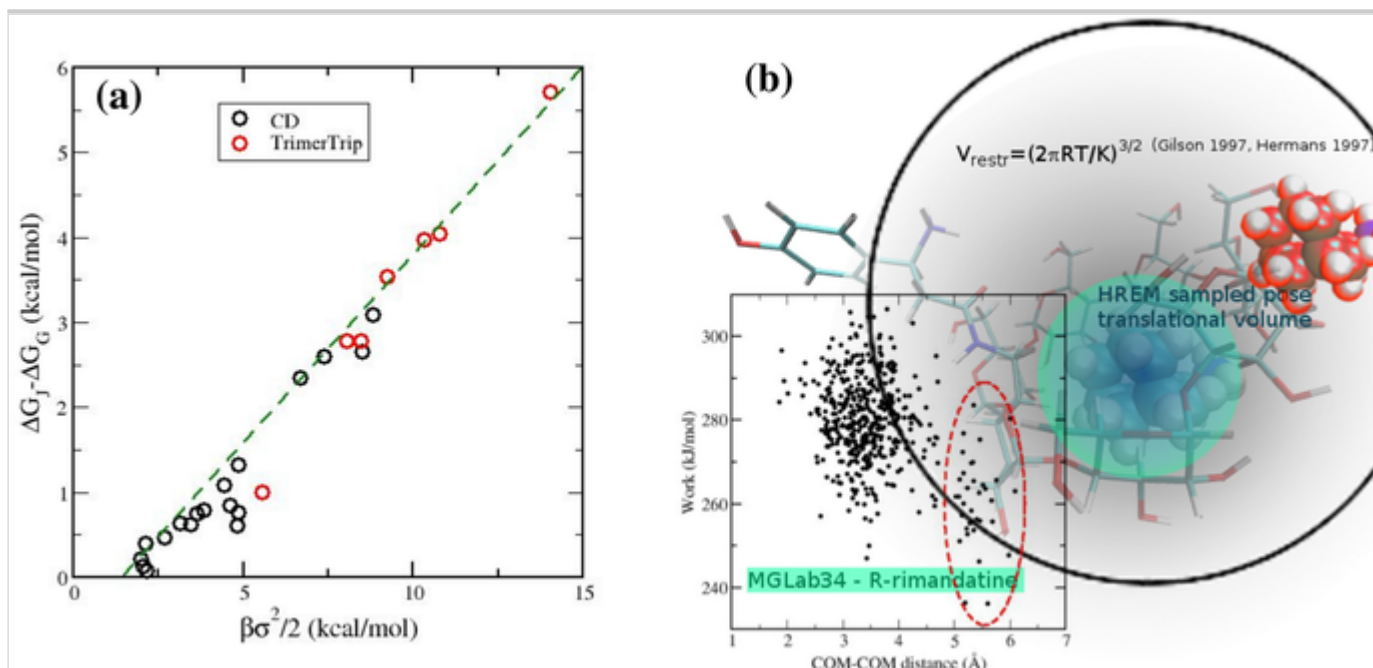 (a)
6
5
4
3
2
1
0
CD
TrimerTrip
ΔG_J-ΔG_G (kcal/mol)
0 5 10 15
βσ²/2 (kcal/mol)
(b)
V_restr=(2πRT/K)^3/2 (Gilson 1997, Hermans 1997)
HREM sampled pose
translational volume
300
280
260
240
Work (kJ/mol)
MGLab34 - R-rimandatine
1 2 3 4 5 6 7
COM-COM distance (Å)